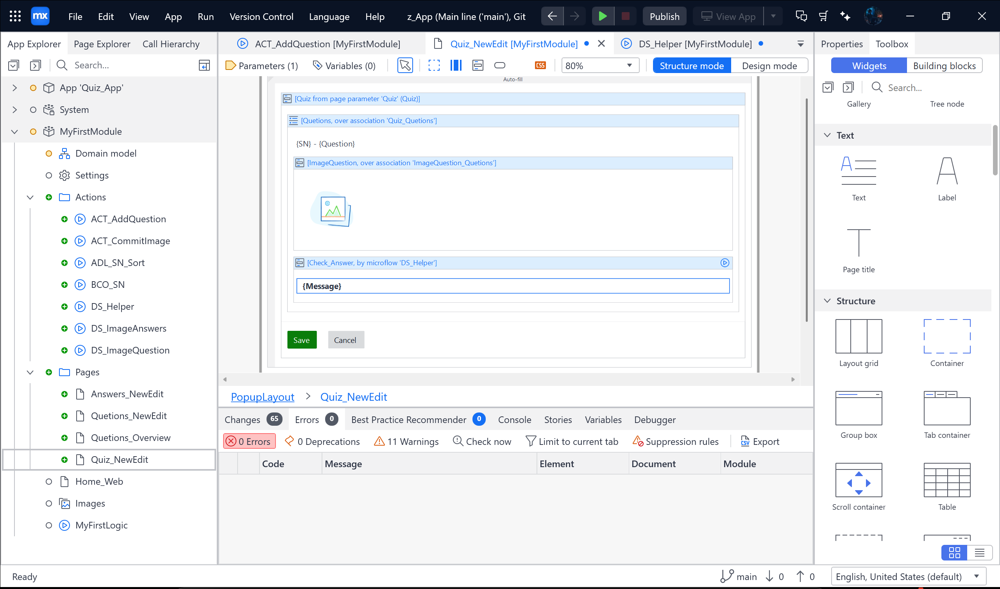 mx File Edit View App Run Version Control Language Help z_App (Main line ('main'), Git Publish View App
App Explorer Page Explorer Call Hierarchy
Search...
App 'Quiz_App'
System
MyFirstModule
Domain model
Settings
Actions
ACT_AddQuestion
ACT_CommitImage
ADL_SN_Sort
BCO_SN
DS_Helper
DS_ImageAnswers
DS_ImageQuestion
Pages
Answers_NewEdit
Quetions_NewEdit
Quetions_Overview
Quiz_NewEdit
Home_Web
Images
MyFirstLogic
ACT_AddQuestion [MyFirstModule] Quiz_NewEdit [MyFirstModule] DS_Helper [MyFirstModule]
Parameters (1) Variables (0) CSS 80% Structure mode Design mode
Auto-fill
[Quiz from page parameter 'Quiz' (Quiz)]
[Quetions, over association 'Quiz_Quetions']
{SN} - {Question}
[ImageQuestion, over association 'ImageQuestion_Quetions']
[Check_Answer, by microflow 'DS_Helper']
{Message}
Save Cancel
PopupLayout > Quiz_NewEdit
Changes 65 Errors 0 Best Practice Recommender 0 Console Stories Variables Debugger
0 Errors 0 Deprecations 11 Warnings Check now Limit to current tab Suppression rules CSV Export
Code Message Element Document Module
Properties Toolbox
Widgets Building blocks
Search...
Gallery Tree node
Text
Text Label
Page title
Structure
Layout grid Container
Group box Tab container
Scroll container Table
Ready main 0 0 English, United States (default)